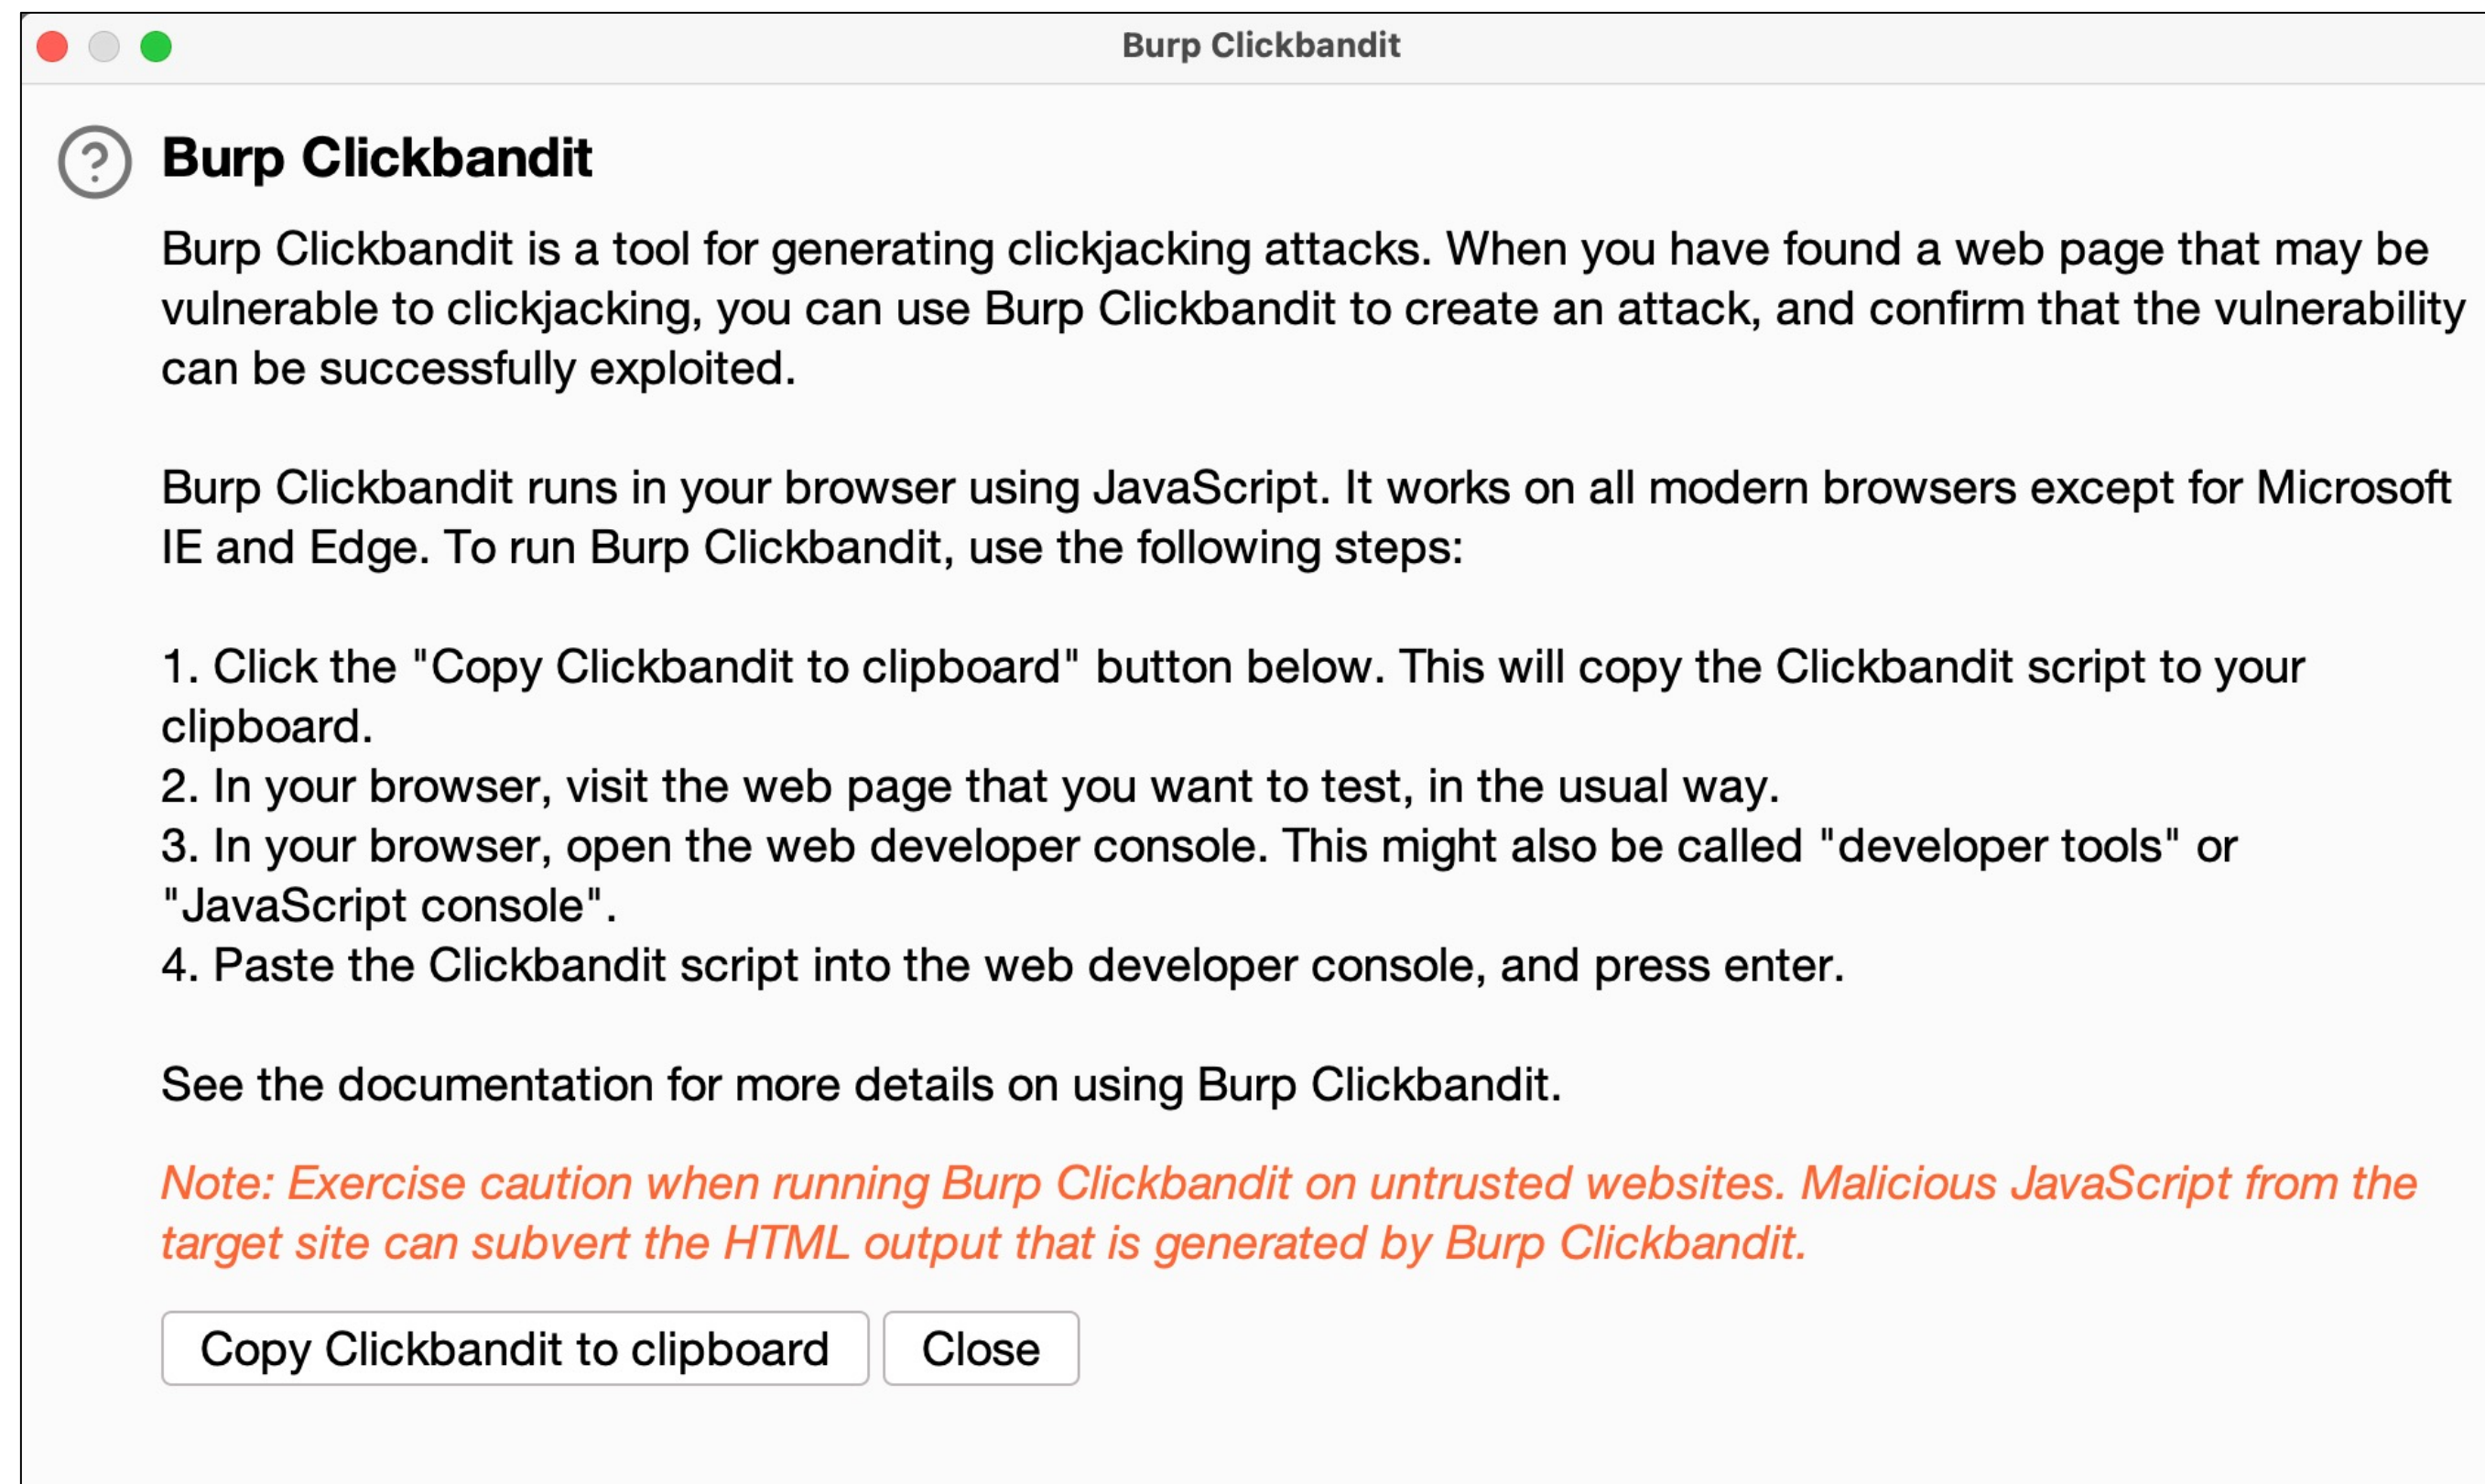 Burp Clickbandit
Burp Clickbandit
Burp Clickbandit is a tool for generating clickjacking attacks. When you have found a web page that may be
vulnerable to clickjacking, you can use Burp Clickbandit to create an attack, and confirm that the vulnerability
can be successfully exploited.
Burp Clickbandit runs in your browser using JavaScript. It works on all modern browsers except for Microsoft
IE and Edge. To run Burp Clickbandit, use the following steps:
1. Click the "Copy Clickbandit to clipboard" button below. This will copy the Clickbandit script to your
clipboard.
2. In your browser, visit the web page that you want to test, in the usual way.
3. In your browser, open the web developer console. This might also be called "developer tools" or
"JavaScript console".
4. Paste the Clickbandit script into the web developer console, and press enter.
See the documentation for more details on using Burp Clickbandit.
Note: Exercise caution when running Burp Clickbandit on untrusted websites. Malicious JavaScript from the
target site can subvert the HTML output that is generated by Burp Clickbandit.
Copy Clickbandit to clipboard Close